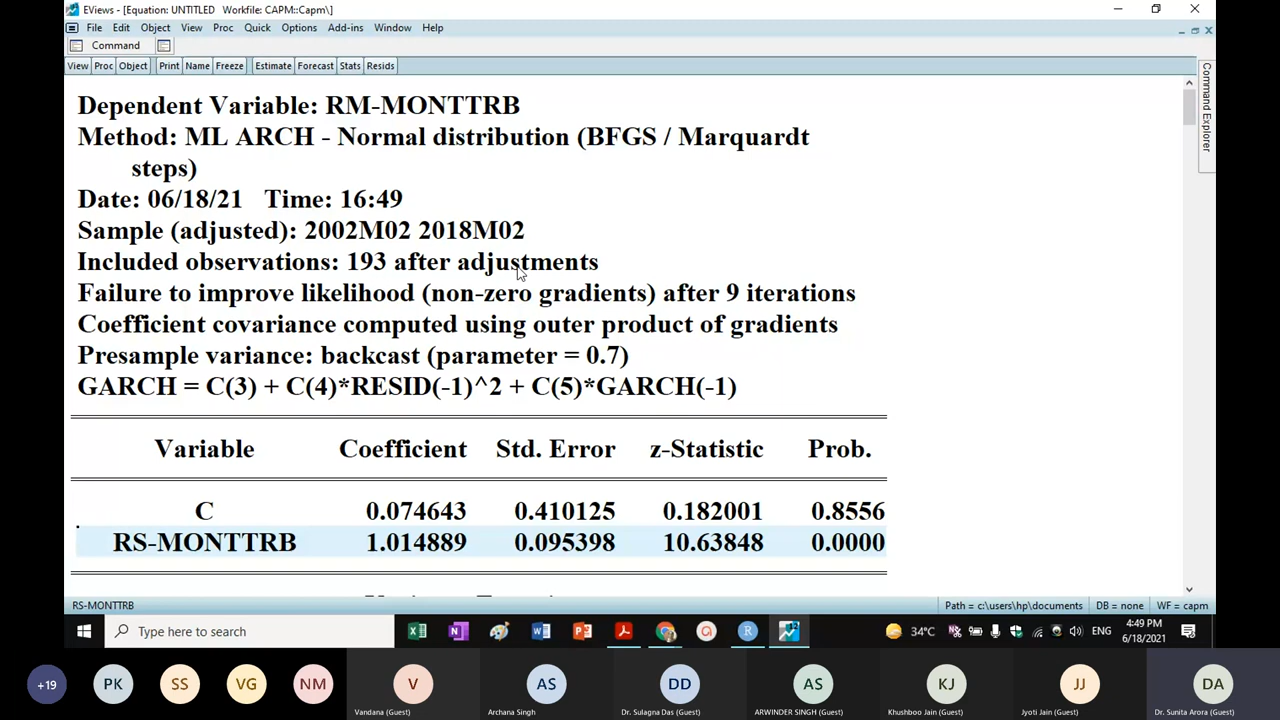 EViews - [Equation: UNTITLED   Workfile: CAPM::Capm\]
File Edit Object View Proc Quick Options Add-ins Window Help
Command
View Proc Object Print Name Freeze Estimate Forecast Stats Resids
Command Explorer
Dependent Variable: RM-MONTTRB
Method: ML ARCH - Normal distribution (BFGS / Marquardt
steps)
Date: 06/18/21   Time: 16:49
Sample (adjusted): 2002M02 2018M02
Included observations: 193 after adjustments
Failure to improve likelihood (non-zero gradients) after 9 iterations
Coefficient covariance computed using outer product of gradients
Presample variance: backcast (parameter = 0.7)
GARCH = C(3) + C(4)*RESID(-1)^2 + C(5)*GARCH(-1)
Variable Coefficient Std. Error z-Statistic Prob.
C 0.074643 0.410125 0.182001 0.8556
RS-MONTTRB 1.014889 0.095398 10.63848 0.0000
RS-MONTTRB Path = c:\users\hp\documents DB = none WF = capm
Type here to search 34°C ENG 4:49 PM
6/18/2021
+19 PK SS VG NM V AS DD AS KJ JJ DA
Vandana (Guest) Archana Singh Dr. Sulagna Das (Guest) ARWINDER SINGH (Guest) Khushboo Jain (Guest) Jyoti Jain (Guest) Dr. Sunita Arora (Guest)